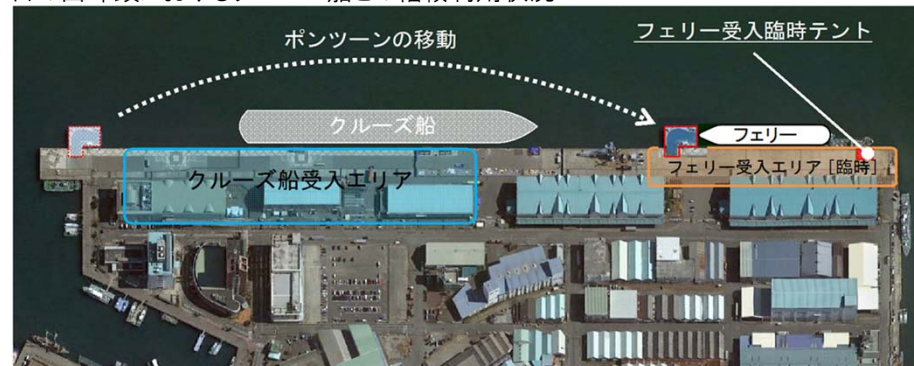 ポンツーンの移動
フェリー受入臨時テント
クルーズ船
フェリー
クルーズ船受入エリア
フェリー受入エリア「臨時」